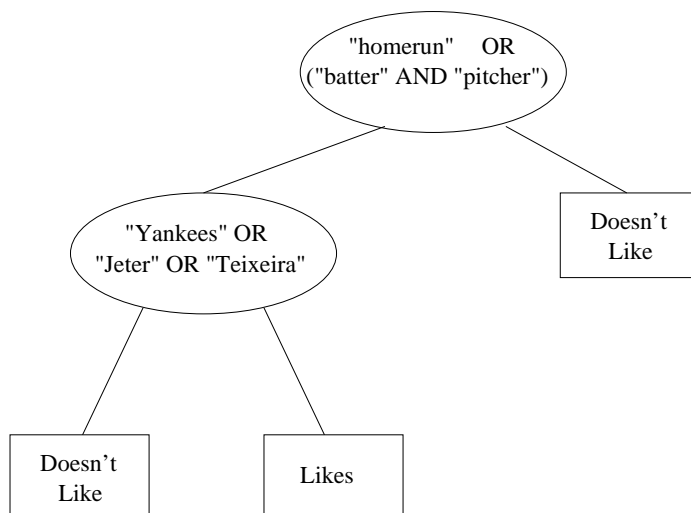 "homerun" OR
("batter" AND "pitcher")
"Yankees" OR
"Jeter" OR "Teixeira"
Doesn't
Like
Doesn't
Like
Likes